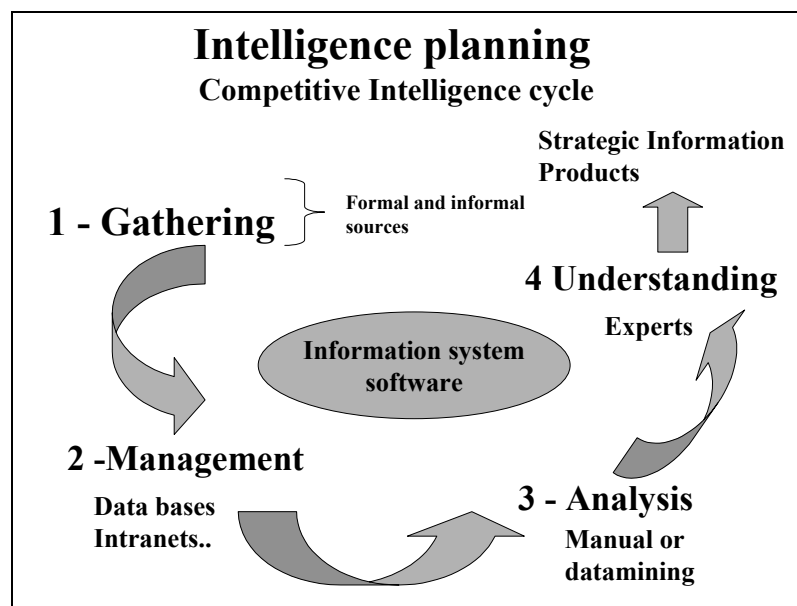 Intelligence planning
Competitive Intelligence cycle
1 - Gathering
Formal and informal
sources
Strategic Information
Products
4 Understanding
Experts
Information system
software
2 -Management
Data bases
Intranets..
3 - Analysis
Manual or
datamining